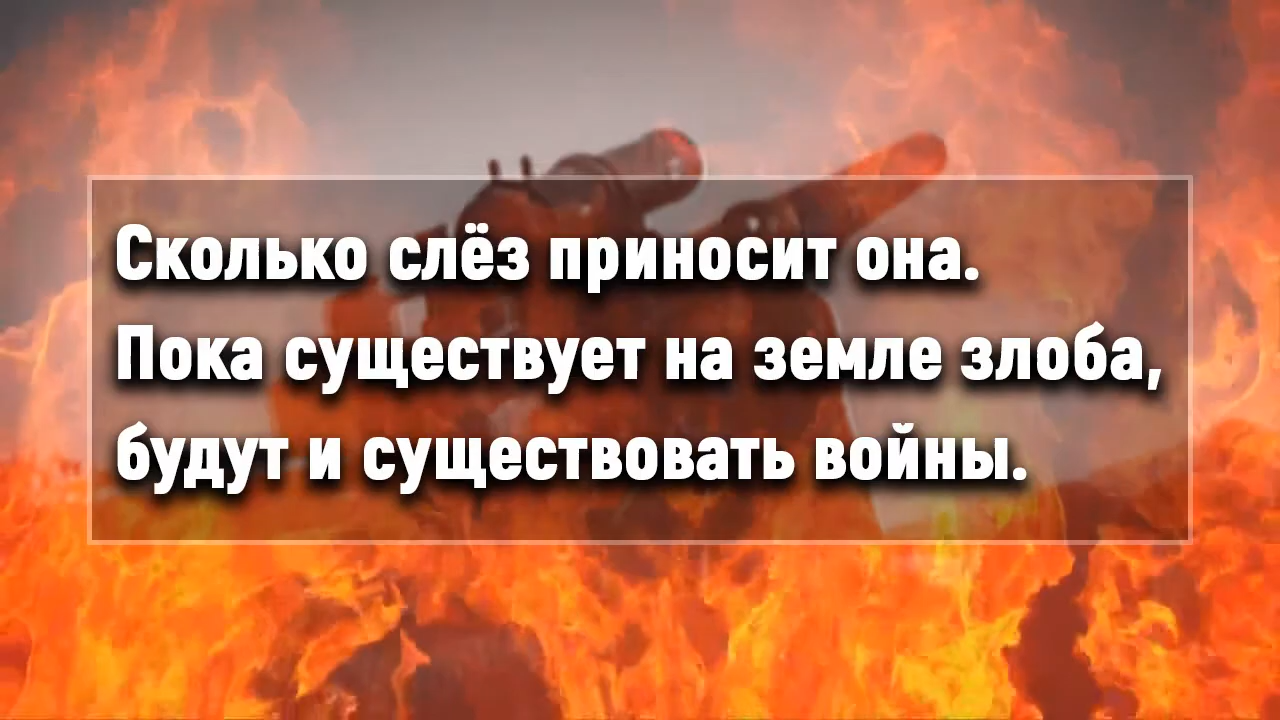 Сколько слёз приносит она.
Пока существует на земле злоба,
будут и существовать войны.